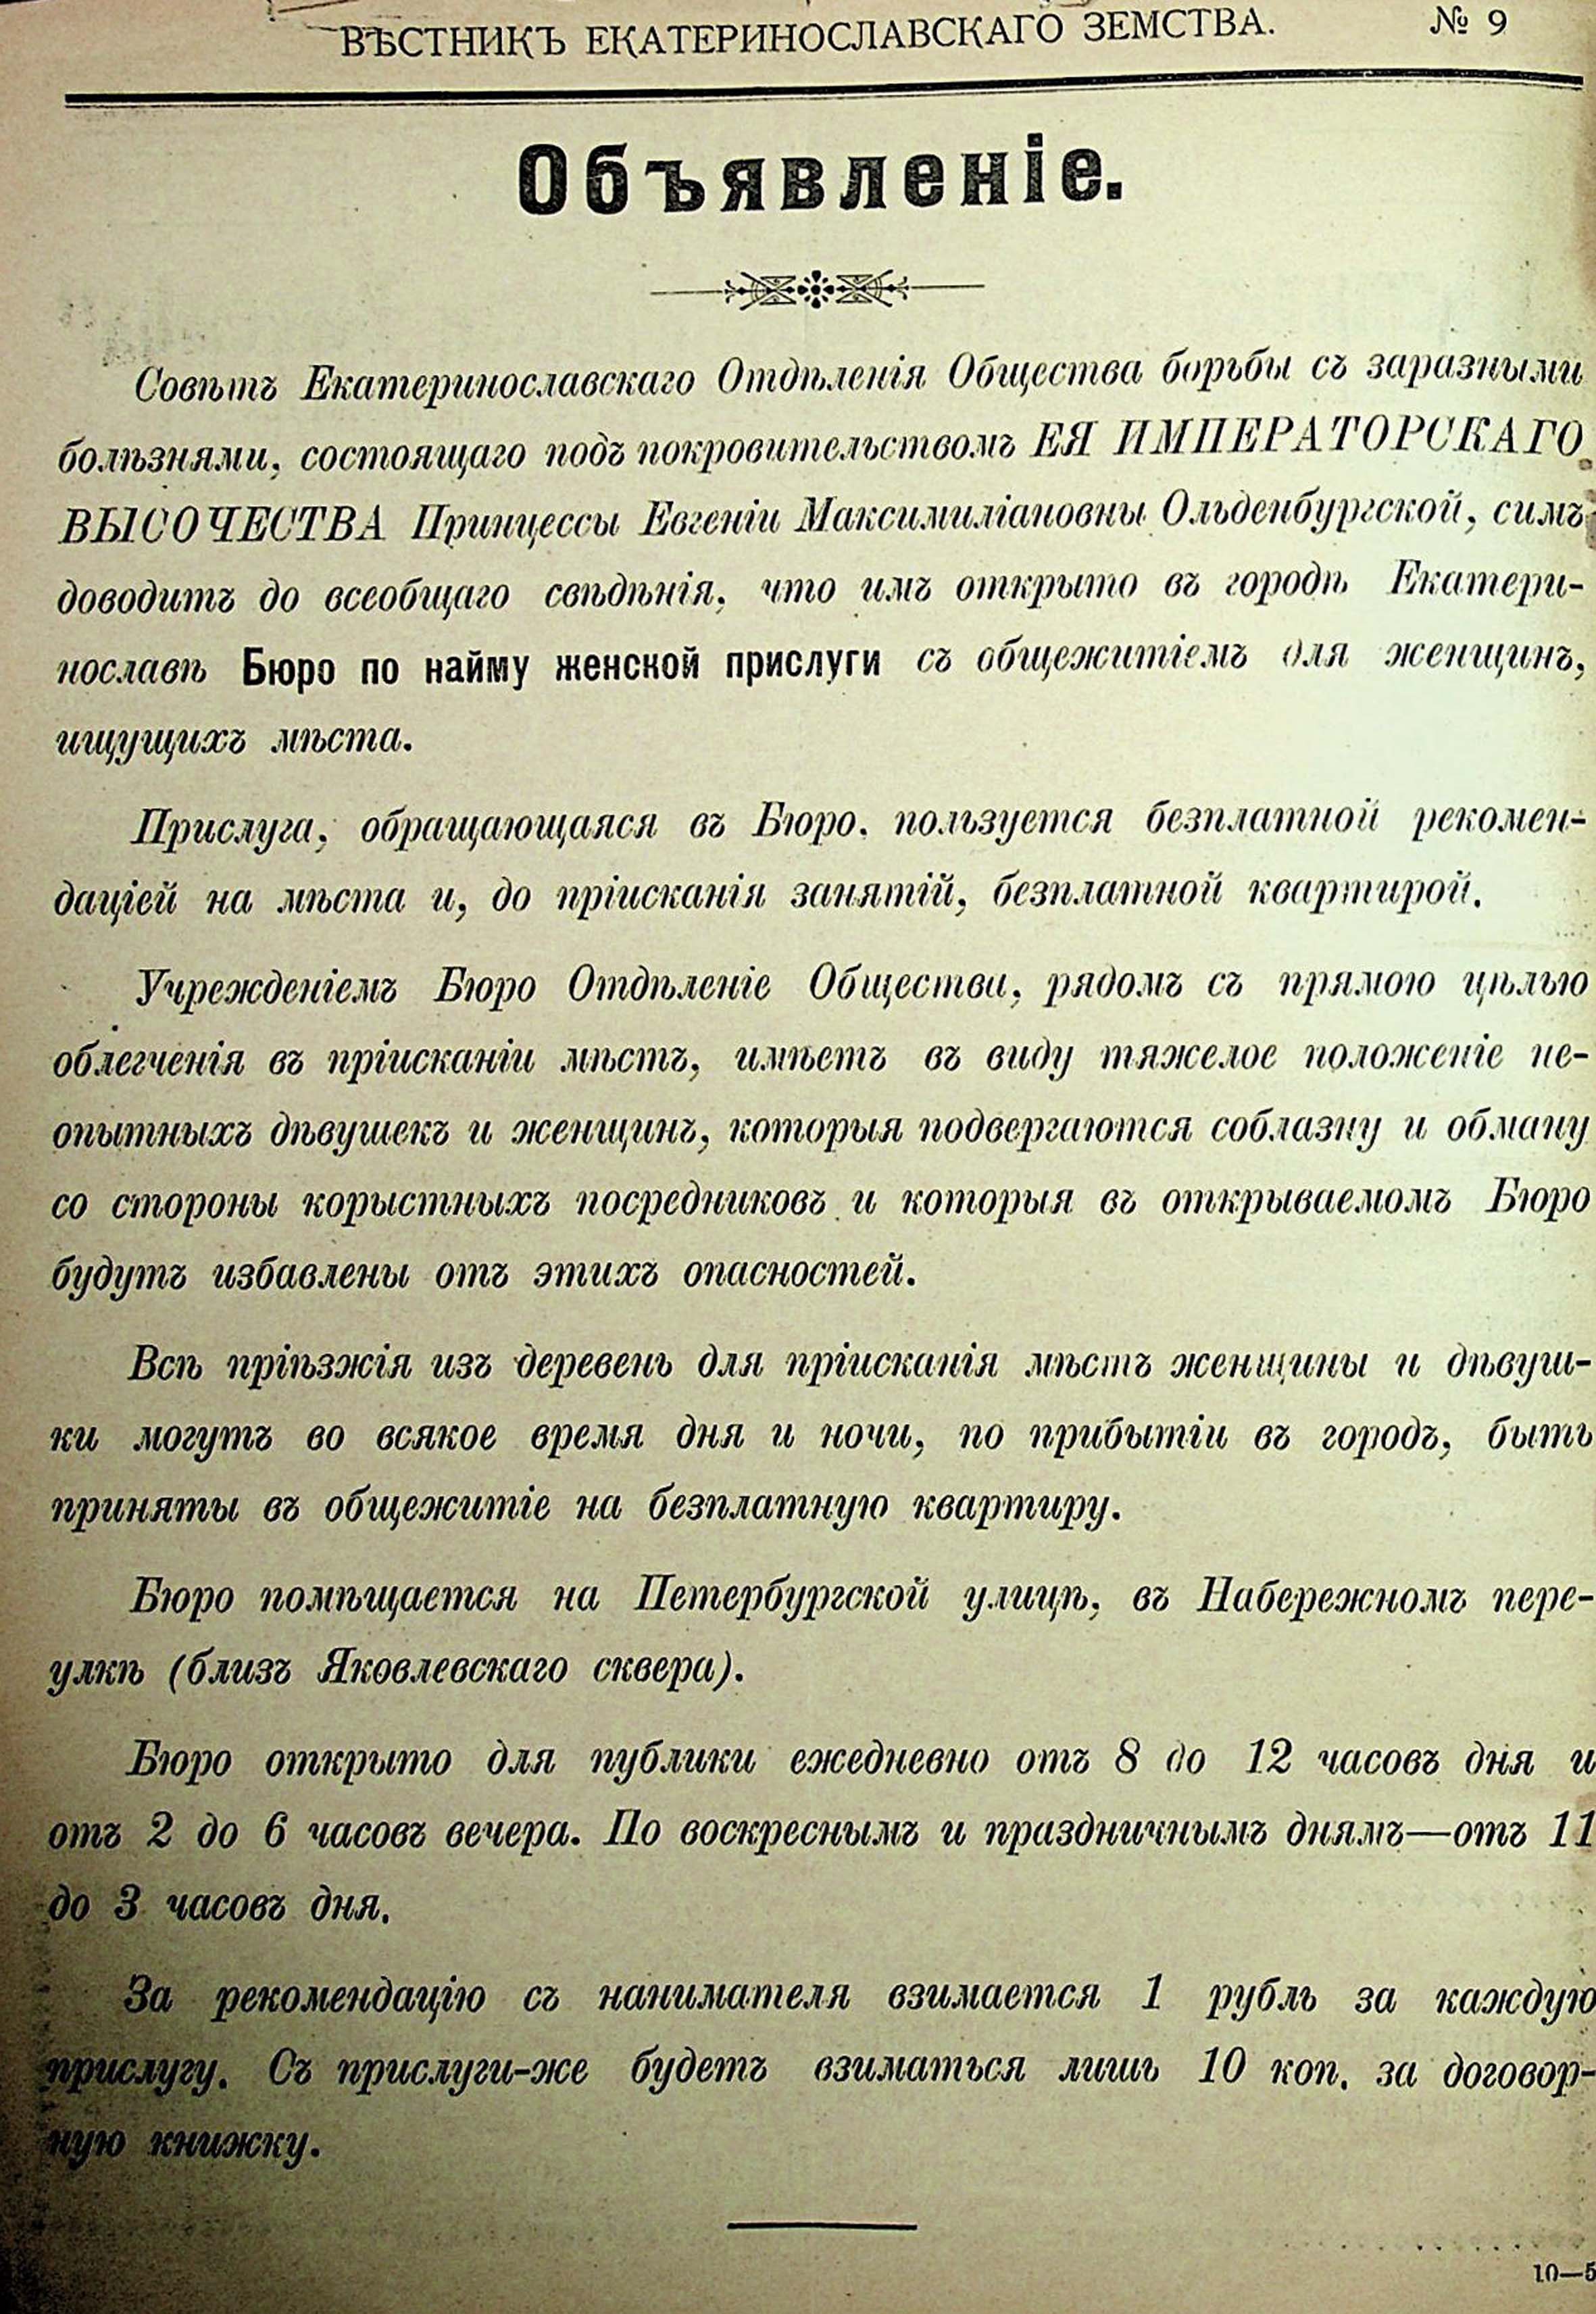 ВѢСТНИКЪ ЕКАТЕРИНОСЛАВСКАГО ЗЕМСТВА. № 9
Объявленіе.
Совѣтъ Екатеринославскаго Отдѣленія Общества борьбы съ заразными
болѣзнями, состоящаго подъ покровительствомъ ЕЯ ИМПЕРАТОРСКАГО
ВЫСОЧЕСТВА Принцессы Евгеніи Максимиліановны Ольденбургской, симъ
доводитъ до всеобщаго свѣдѣнія, что имъ открыто въ городѣ Екатери-
нославѣ Бюро по найму женской прислуги съ общежитіемъ для женщинъ,
ищущихъ мѣста.
Прислуга, обращающаяся въ Бюро, пользуется безплатной рекомен-
даціей на мѣста и, до пріисканія занятій, безплатной квартирой.
Учрежденіемъ Бюро Отдѣленіе Общества, рядомъ съ прямою цѣлью
облегченія въ пріисканіи мѣстъ, имѣетъ въ виду тяжелое положеніе не-
опытныхъ дѣвушекъ и женщинъ, которыя подвергаются соблазну и обману
со стороны корыстныхъ посредниковъ и которыя въ открываемомъ Бюро
будутъ избавлены отъ этихъ опасностей.
Всѣ пріѣзжія изъ деревень для пріисканія мѣстъ женщины и дѣвуш-
ки могутъ во всякое время дня и ночи, по прибытіи въ городъ, быть
приняты въ общежитіе на безплатную квартиру.
Бюро помѣщается на Петербургской улицѣ, въ Набережномъ пере-
улкѣ (близъ Яковлевскаго сквера).
Бюро открыто для публики ежедневно отъ 8 до 12 часовъ дня и
отъ 2 до 6 часовъ вечера. По воскреснымъ и праздничнымъ днямъ—отъ 11
до 3 часовъ дня.
За рекомендацію съ нанимателя взимается 1 рубль за каждую
прислугу. Съ прислуги-же будетъ взиматься лишь 10 коп. за договор-
ную книжку.
10—5